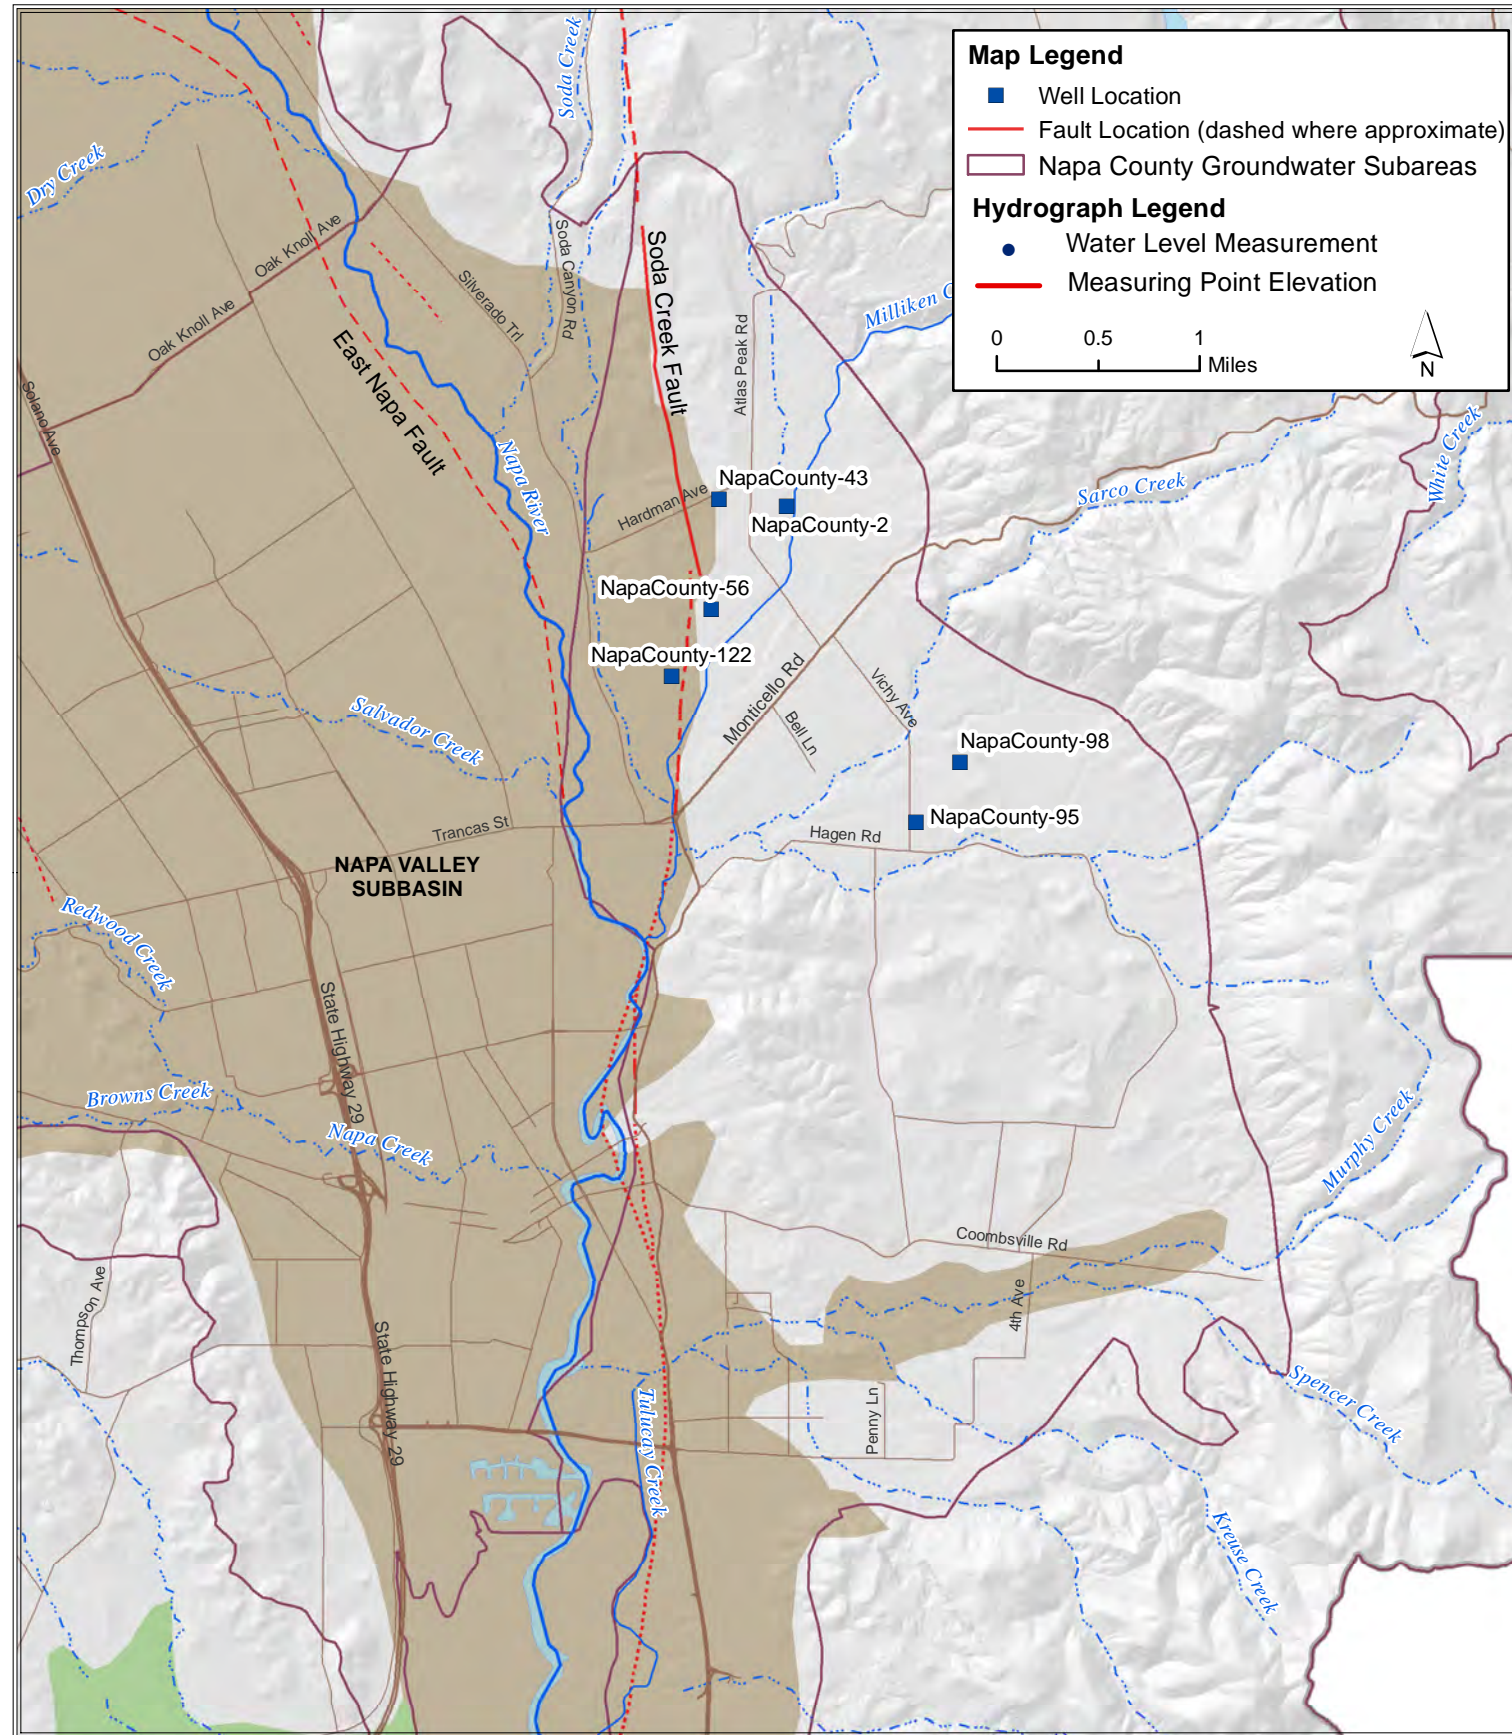 Map Legend
Well Location
Fault Location (dashed where approximate)
Napa County Groundwater Subareas
Hydrograph Legend
Water Level Measurement
Measuring Point Elevation
0 0.5 1
Miles
N
Soda Creek
Dry Creek
Oak Knoll Ave
Oak Knoll Ave
Silverado Trl
Soda Canyon Rd
Soda Creek Fault
Atlas Peak Rd
Milliken C
East Napa Fault
Solano Ave
Napa River
White Creek
Sarco Creek
NapaCounty-43
Hardman Ave
NapaCounty-2
NapaCounty-56
NapaCounty-122
Monticello Rd
Vichy Ave
Bell Ln
Salvador Creek
NapaCounty-98
NapaCounty-95
Trancas St
Hagen Rd
NAPA VALLEY
SUBBASIN
Redwood Creek
State Highway 29
Browns Creek
Napa Creek
Murphy Creek
Coombsville Rd
4th Ave
Thompson Ave
State Highway 29
Tulucay Creek
Penny Ln
Spencer Creek
Kreuse Creek